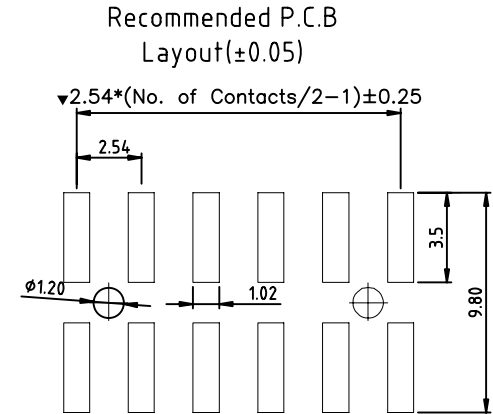 Recommended P.C.B
Layout(±0.05)
▼2.54*(No. of Contacts/2-1)±0.25
2.54
3.5
9.80
ø1.20
1.02